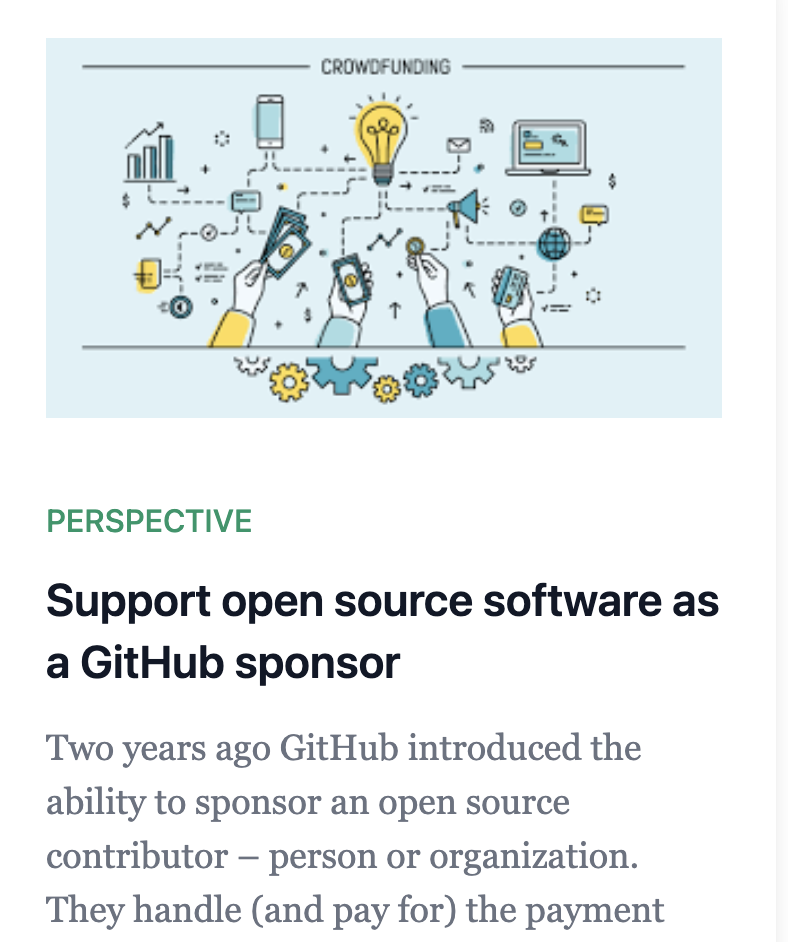 CROWDFUNDING
PERSPECTIVE
Support open source software as
a GitHub sponsor
Two years ago GitHub introduced the
ability to sponsor an open source
contributor – person or organization.
They handle (and pay for) the payment